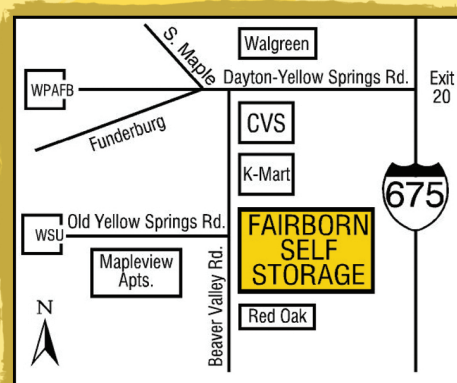 Walgreen
S. Maple
WPAFB
Dayton-Yellow Springs Rd.
Exit
20
Funderburg
CVS
K-Mart
675
WSU
Old Yellow Springs Rd.
FAIRBORN
SELF
STORAGE
Mapleview
Apts.
Beaver Valley Rd.
Red Oak
N